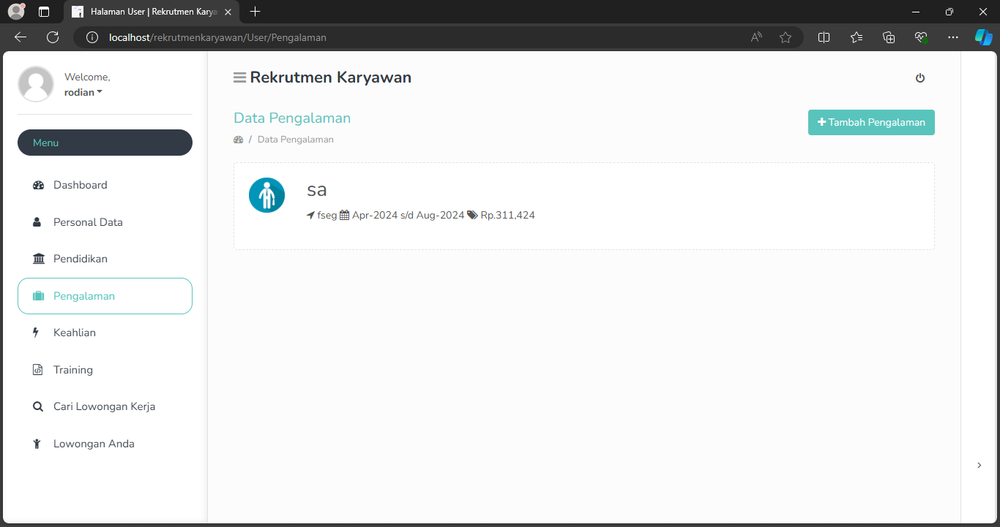 Halaman User | Rekrutmen Karya
localhost/rekrutmenkaryawan/User/Pengalaman
Welcome,
rodian
Menu
Dashboard
Personal Data
Pendidikan
Pengalaman
Keahlian
Training
Cari Lowongan Kerja
Lowongan Anda
Rekrutmen Karyawan
Data Pengalaman
/ Data Pengalaman
Tambah Pengalaman
sa
fseg Apr-2024 s/d Aug-2024 Rp.311,424